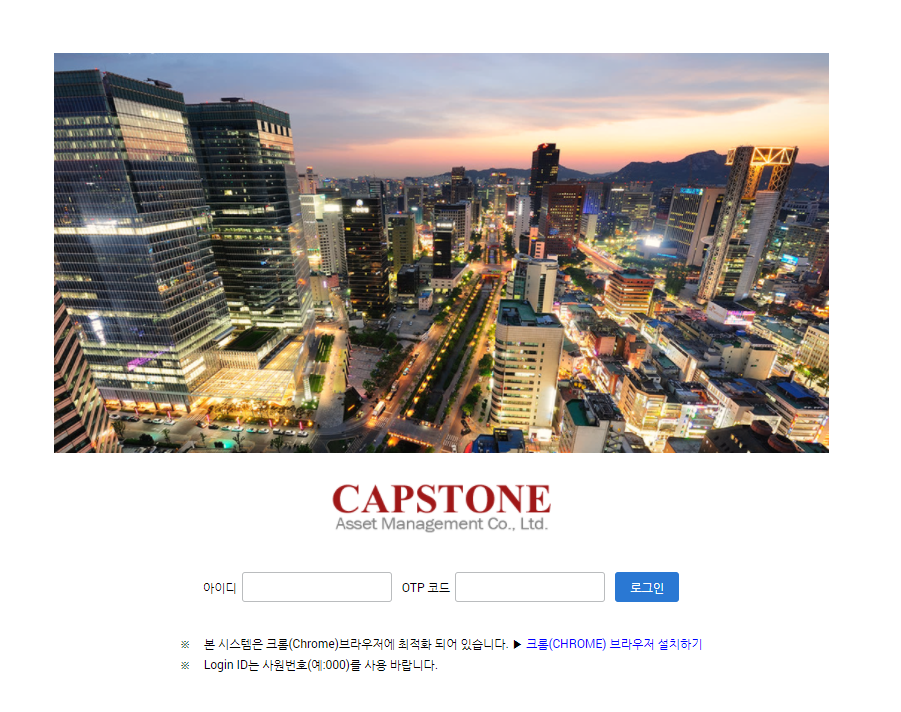 CAPSTONE
Asset Management Co., Ltd.
아이디 OTP 코드 로그인
※ 본 시스템은 크롬(Chrome)브라우저에 최적화 되어 있습니다. ▶ 크롬(CHROME) 브라우저 설치하기
※ Login ID는 사원번호(예:000)를 사용 바랍니다.